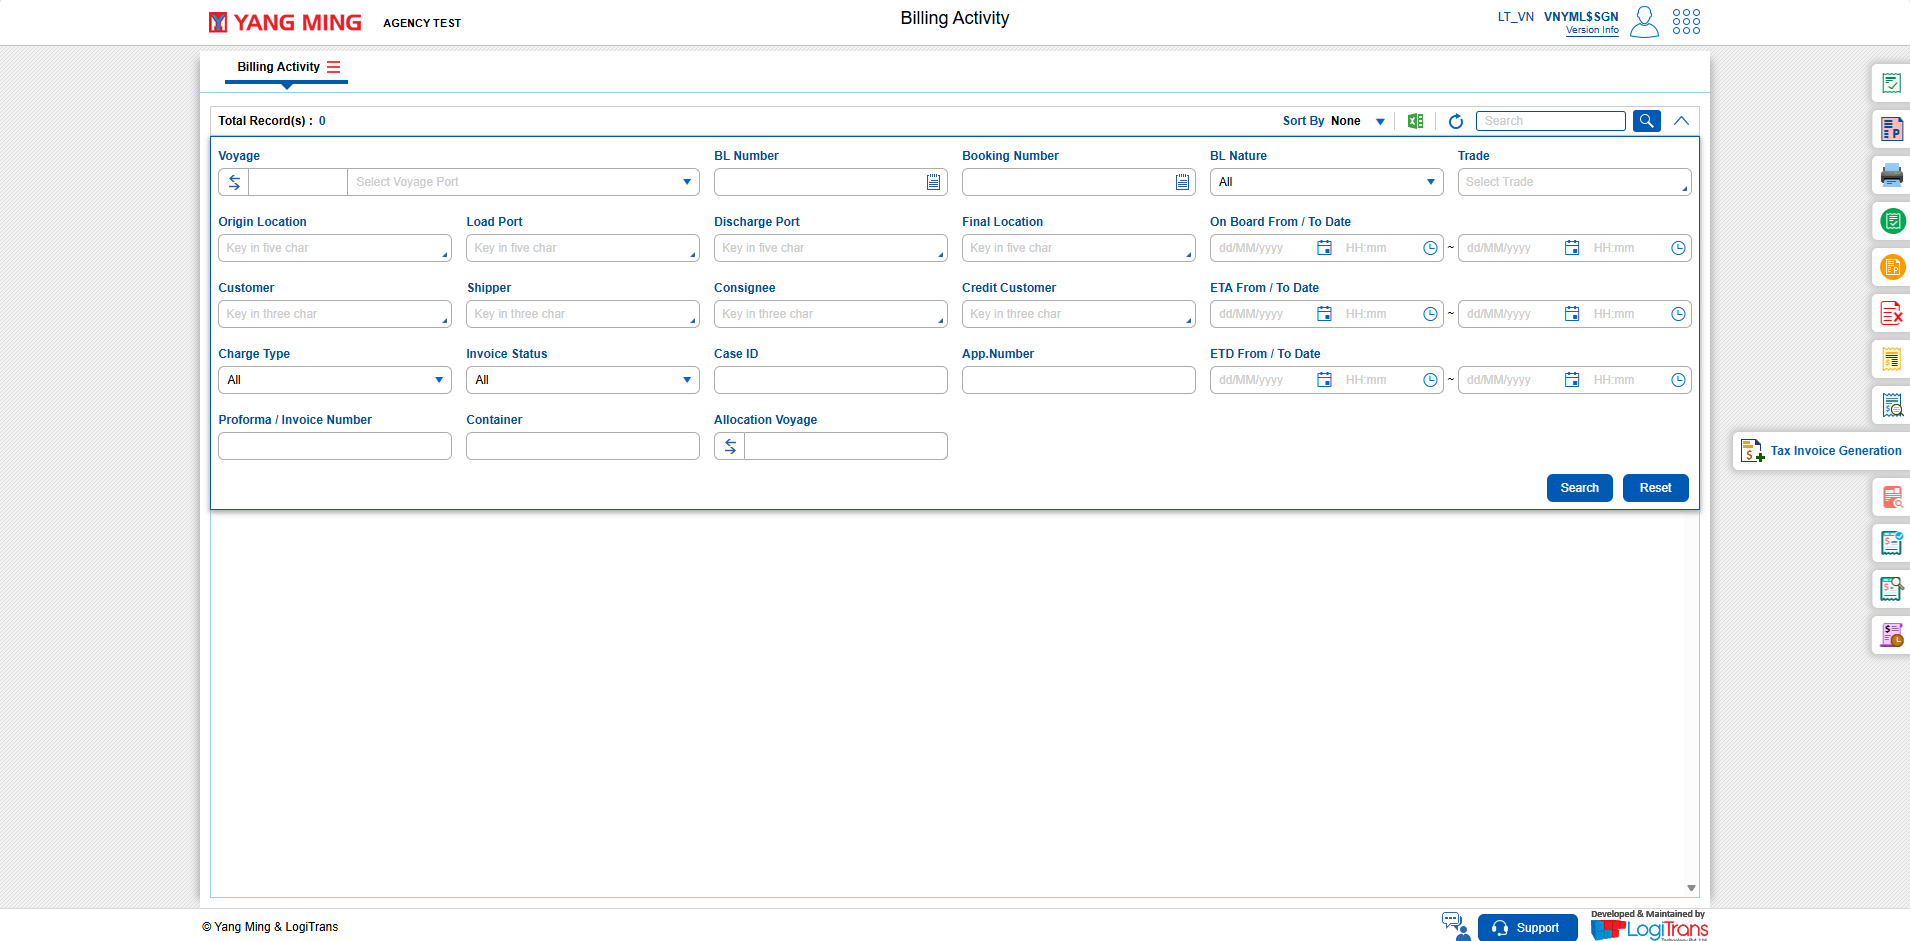 YANG MING AGENCY TEST Billing Activity LT_VN VNYML$SGN
Version Info
Billing Activity
Total Record(s) : 0 Sort By None Search
Voyage BL Number Booking Number BL Nature Trade
Select Voyage Port All Select Trade
Origin Location Load Port Discharge Port Final Location On Board From / To Date
Key in five char Key in five char Key in five char Key in five char dd/MM/yyyy HH:mm ~ dd/MM/yyyy HH:mm
Customer Shipper Consignee Credit Customer ETA From / To Date
Key in three char Key in three char Key in three char Key in three char dd/MM/yyyy HH:mm ~ dd/MM/yyyy HH:mm
Charge Type Invoice Status Case ID App.Number ETD From / To Date
All All dd/MM/yyyy HH:mm ~ dd/MM/yyyy HH:mm
Proforma / Invoice Number Container Allocation Voyage
Tax Invoice Generation
Search Reset
© Yang Ming & LogiTrans Support Developed & Maintained by
LogiTrans